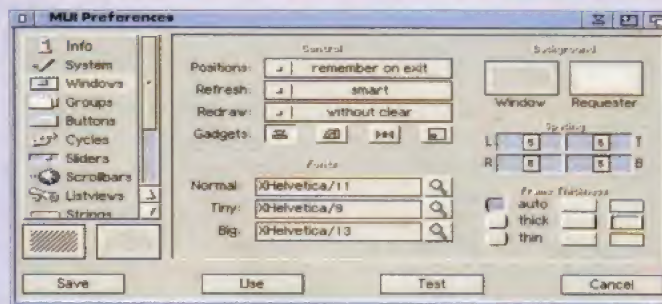 MUI Preferences
Info
System
Windows
Groups
Buttons
Cycles
Sliders
Scrollbars
Listviews
Strings
Control
Positions: remember on exit
Refresh: smart
Redraw: without clear
Gadgets:
Fonts
Normal: XHelvetica/11
Tiny: XHelvetica/9
Big: XHelvetica/13
Background
Window Requester
Spacing
L T
R B
Frame Thickness
auto
thick
thin
Save Use Test Cancel